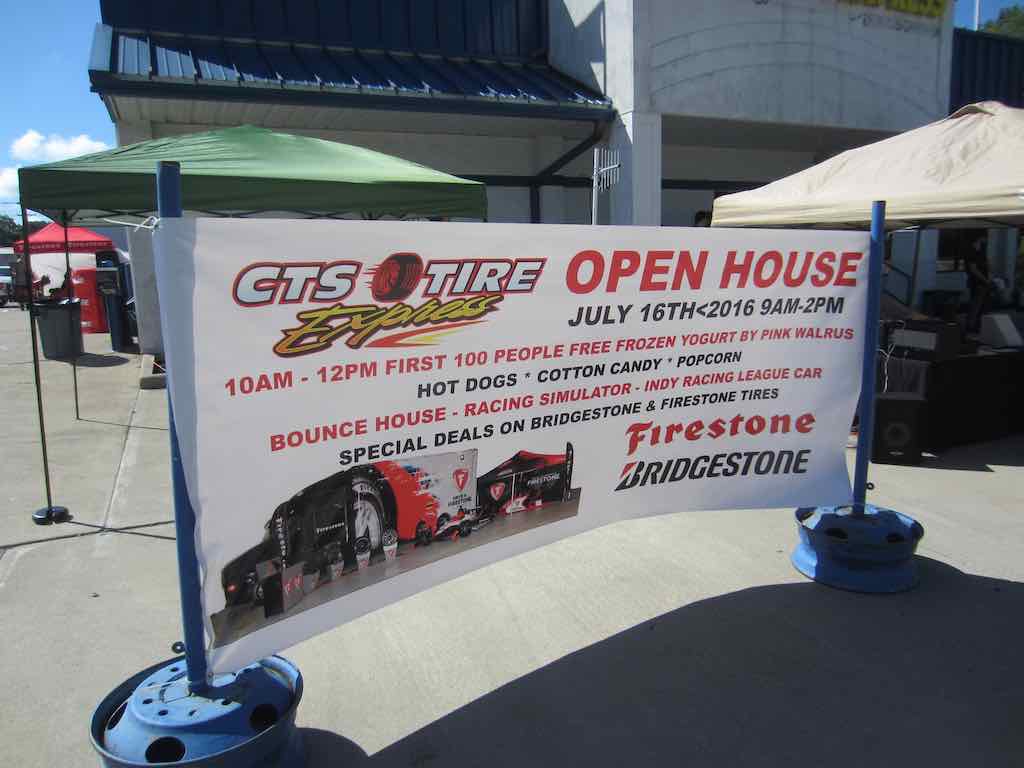 CTS TIRE
Express
OPEN HOUSE
JULY 16TH<2016 9AM-2PM
10AM - 12PM FIRST 100 PEOPLE FREE FROZEN YOGURT BY PINK WALRUS
HOT DOGS * COTTON CANDY * POPCORN
BOUNCE HOUSE - RACING SIMULATOR - INDY RACING LEAGUE CAR
SPECIAL DEALS ON BRIDGESTONE & FIRESTONE TIRES
Firestone
BRIDGESTONE
FIRESTONE